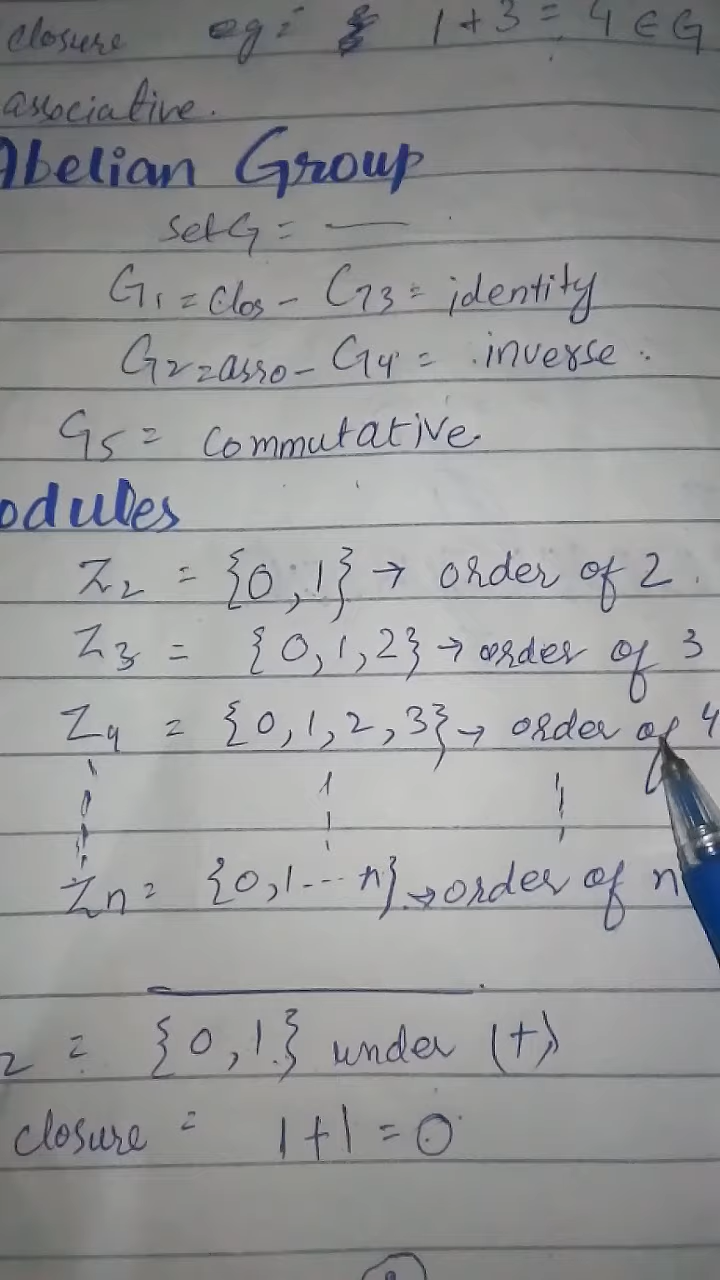 closure eg = 1 + 3 = 4 ∈ G
associative.
Abelian Group
set G = —
G1 = clos - G3 = identity
G2 = asso - G4 = inverse.
G5 = commutative.
odules
Z2 = {0, 1} → order of 2.
Z3 = {0, 1, 2} → order of 3
Z4 = {0, 1, 2, 3} → order of 4
Zn = {0, 1 --- n} → order of n
2 = {0, 1} under (+)
closure = 1 + 1 = 0